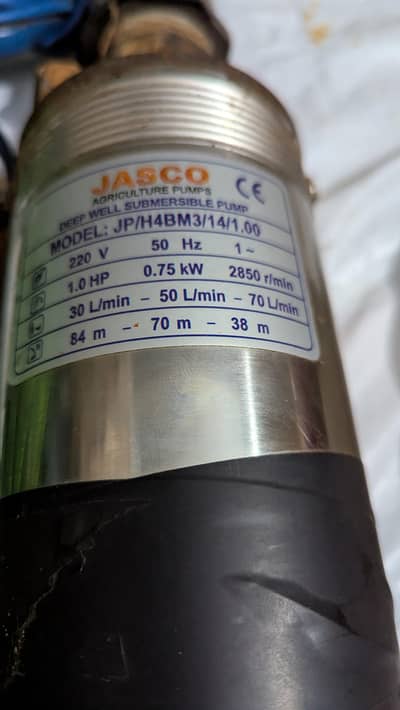 JASCO
AGRICULTURE PUMPS
CE
DEEP WELL SUBMERSIBLE PUMP
MODEL: JP/H4BM3/14/1.00
220 V 50 Hz 1~
1.0 HP 0.75 kW 2850 r/min
30 L/min - 50 L/min - 70 L/min
84 m - 70 m - 38 m